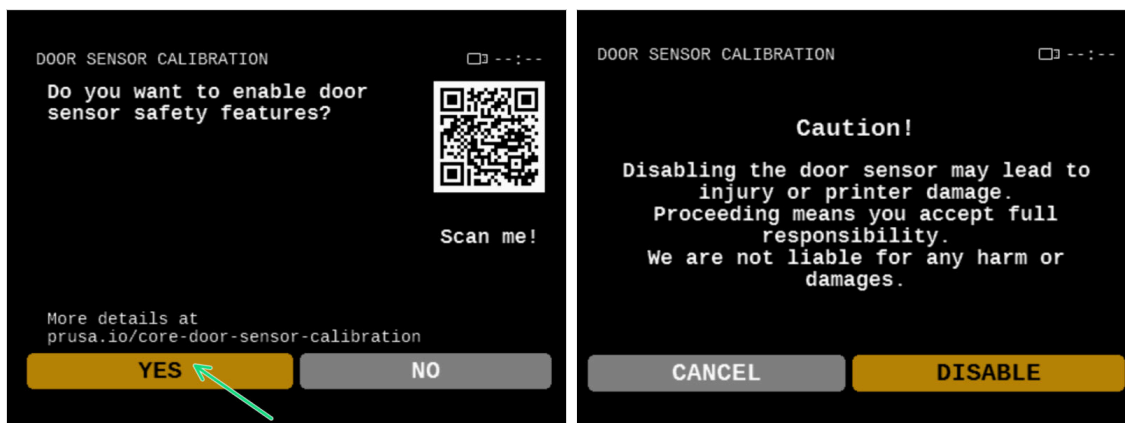 DOOR SENSOR CALIBRATION --:--
Do you want to enable door
sensor safety features?
Scan me!
More details at
prusa.io/core-door-sensor-calibration
YES NO
DOOR SENSOR CALIBRATION --:--
Caution!
Disabling the door sensor may lead to
injury or printer damage.
Proceeding means you accept full
responsibility.
We are not liable for any harm or
damages.
CANCEL DISABLE